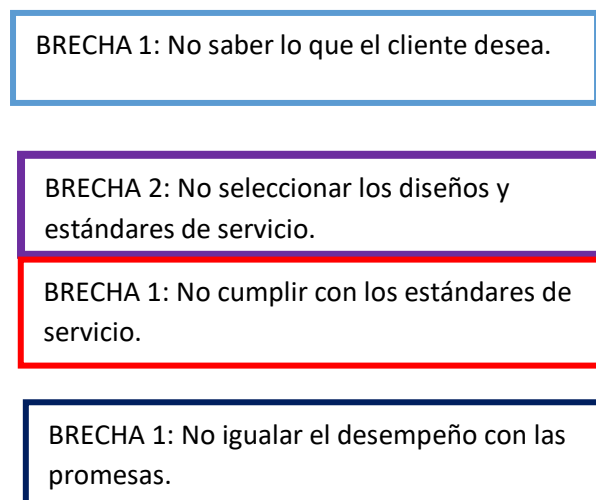 BRECHA 1: No saber lo que el cliente desea.
BRECHA 2: No seleccionar los diseños y
estándares de servicio.
BRECHA 1: No cumplir con los estándares de
servicio.
BRECHA 1: No igualar el desempeño con las
promesas.